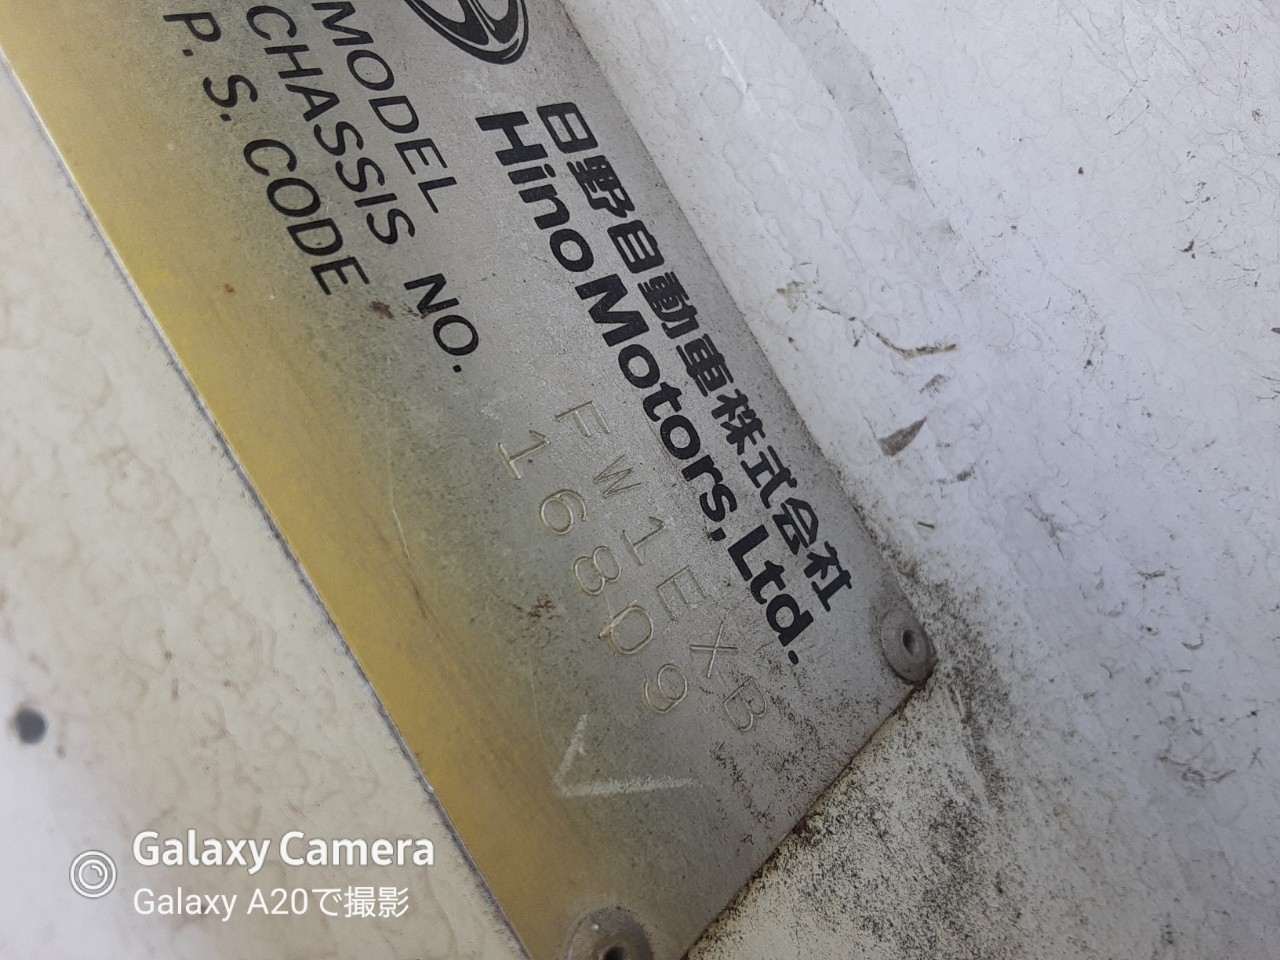 日野自動車株式会社
Hino Motors, Ltd.
MODEL FW1EXB
CHASSIS NO. 16809
P. S. CODE
Galaxy Camera
Galaxy A20で撮影